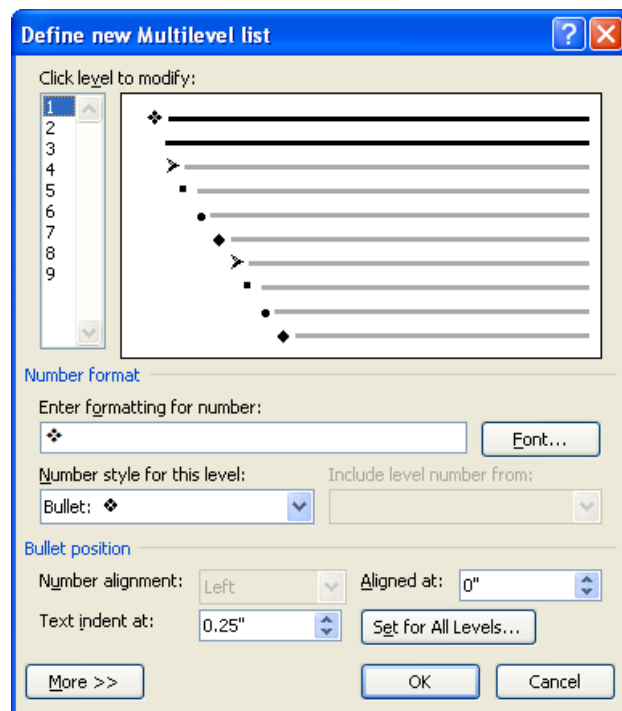 Define new Multilevel list
Click level to modify:
1
2
3
4
5
6
7
8
9
Number format
Enter formatting for number:
❖
Font...
Number style for this level:
Include level number from:
Bullet: ❖
Bullet position
Number alignment:
Left
Aligned at:
0"
Text indent at:
0.25"
Set for All Levels...
More >>
OK
Cancel